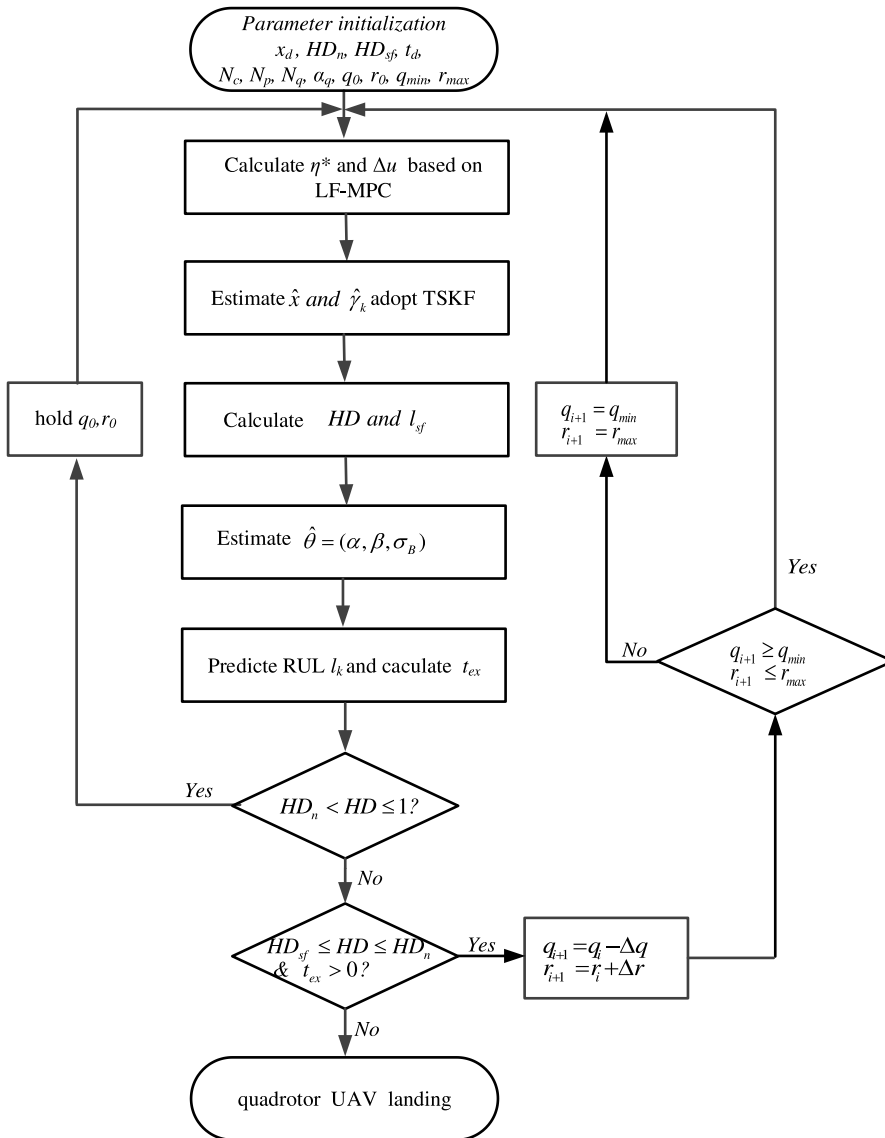 Parameter initialization
x_d, HD_n, HD_sf, t_d,
N_c, N_p, N_q, α_q, q_0, r_0, q_min, r_max
Calculate η* and Δu based on
LF-MPC
Estimate x̂ and γ̂_k adopt TSKF
Calculate HD and l_sf
hold q_0,r_0
q_{i+1} = q_min
r_{i+1} = r_max
Estimate θ̂ = (α, β, σ_B)
Yes
Predicte RUL l_k and caculate t_ex
No
q_{i+1} ≥ q_min
r_{i+1} ≤ r_max
Yes
HD_n < HD ≤ 1?
No
HD_sf ≤ HD ≤ HD_n
& t_ex > 0?
Yes
q_{i+1} = q_i − Δq
r_{i+1} = r_i + Δr
No
quadrotor UAV landing